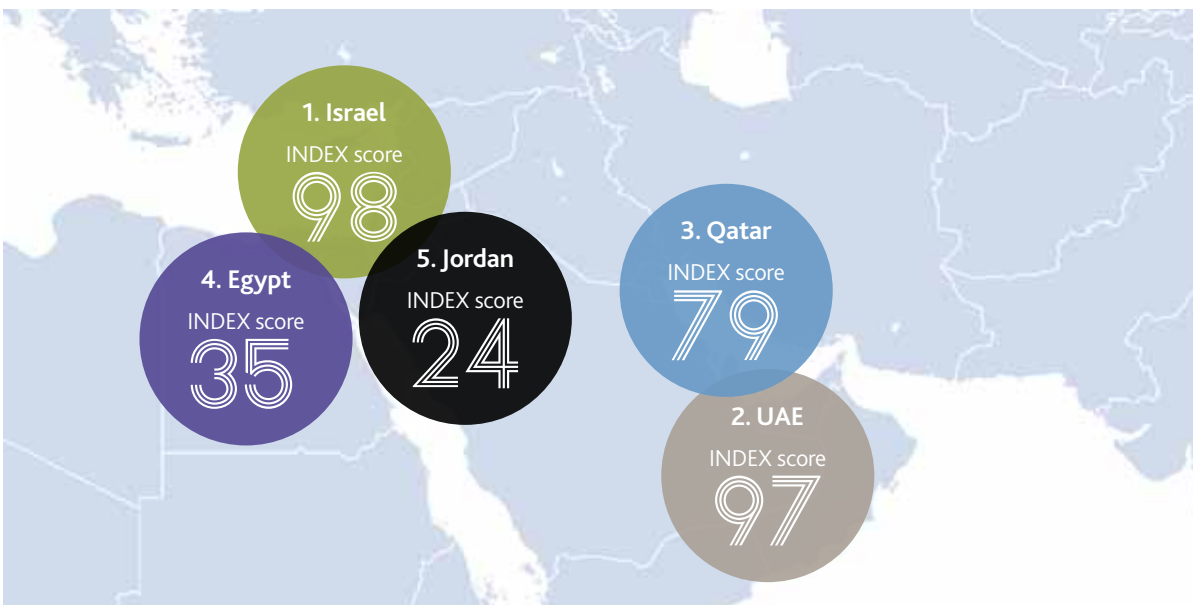 1. Israel
INDEX score
98
3. Qatar
INDEX score
79
4. Egypt
INDEX score
35
5. Jordan
INDEX score
24
2. UAE
INDEX score
97